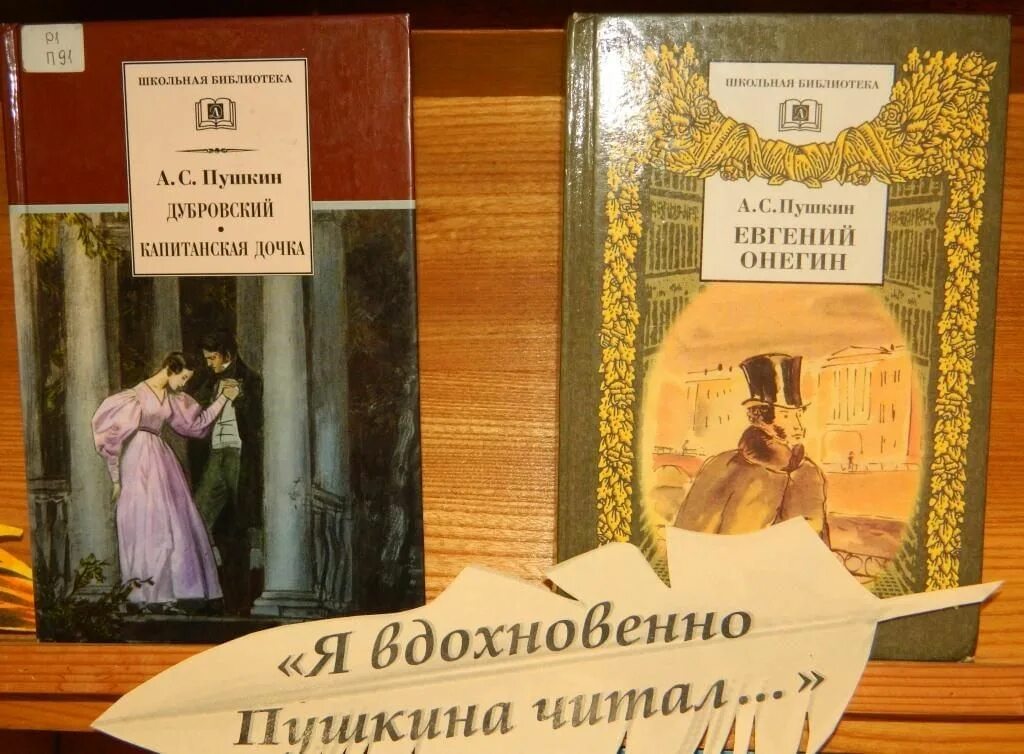 Р1
П91
ШКОЛЬНАЯ БИБЛИОТЕКА
А.С. Пушкин
ДУБРОВСКИЙ
•
КАПИТАНСКАЯ ДОЧКА
ШКОЛЬНАЯ БИБЛИОТЕКА
А.С.Пушкин
ЕВГЕНИЙ
ОНЕГИН
«Я вдохновенно
Пушкина читал...»